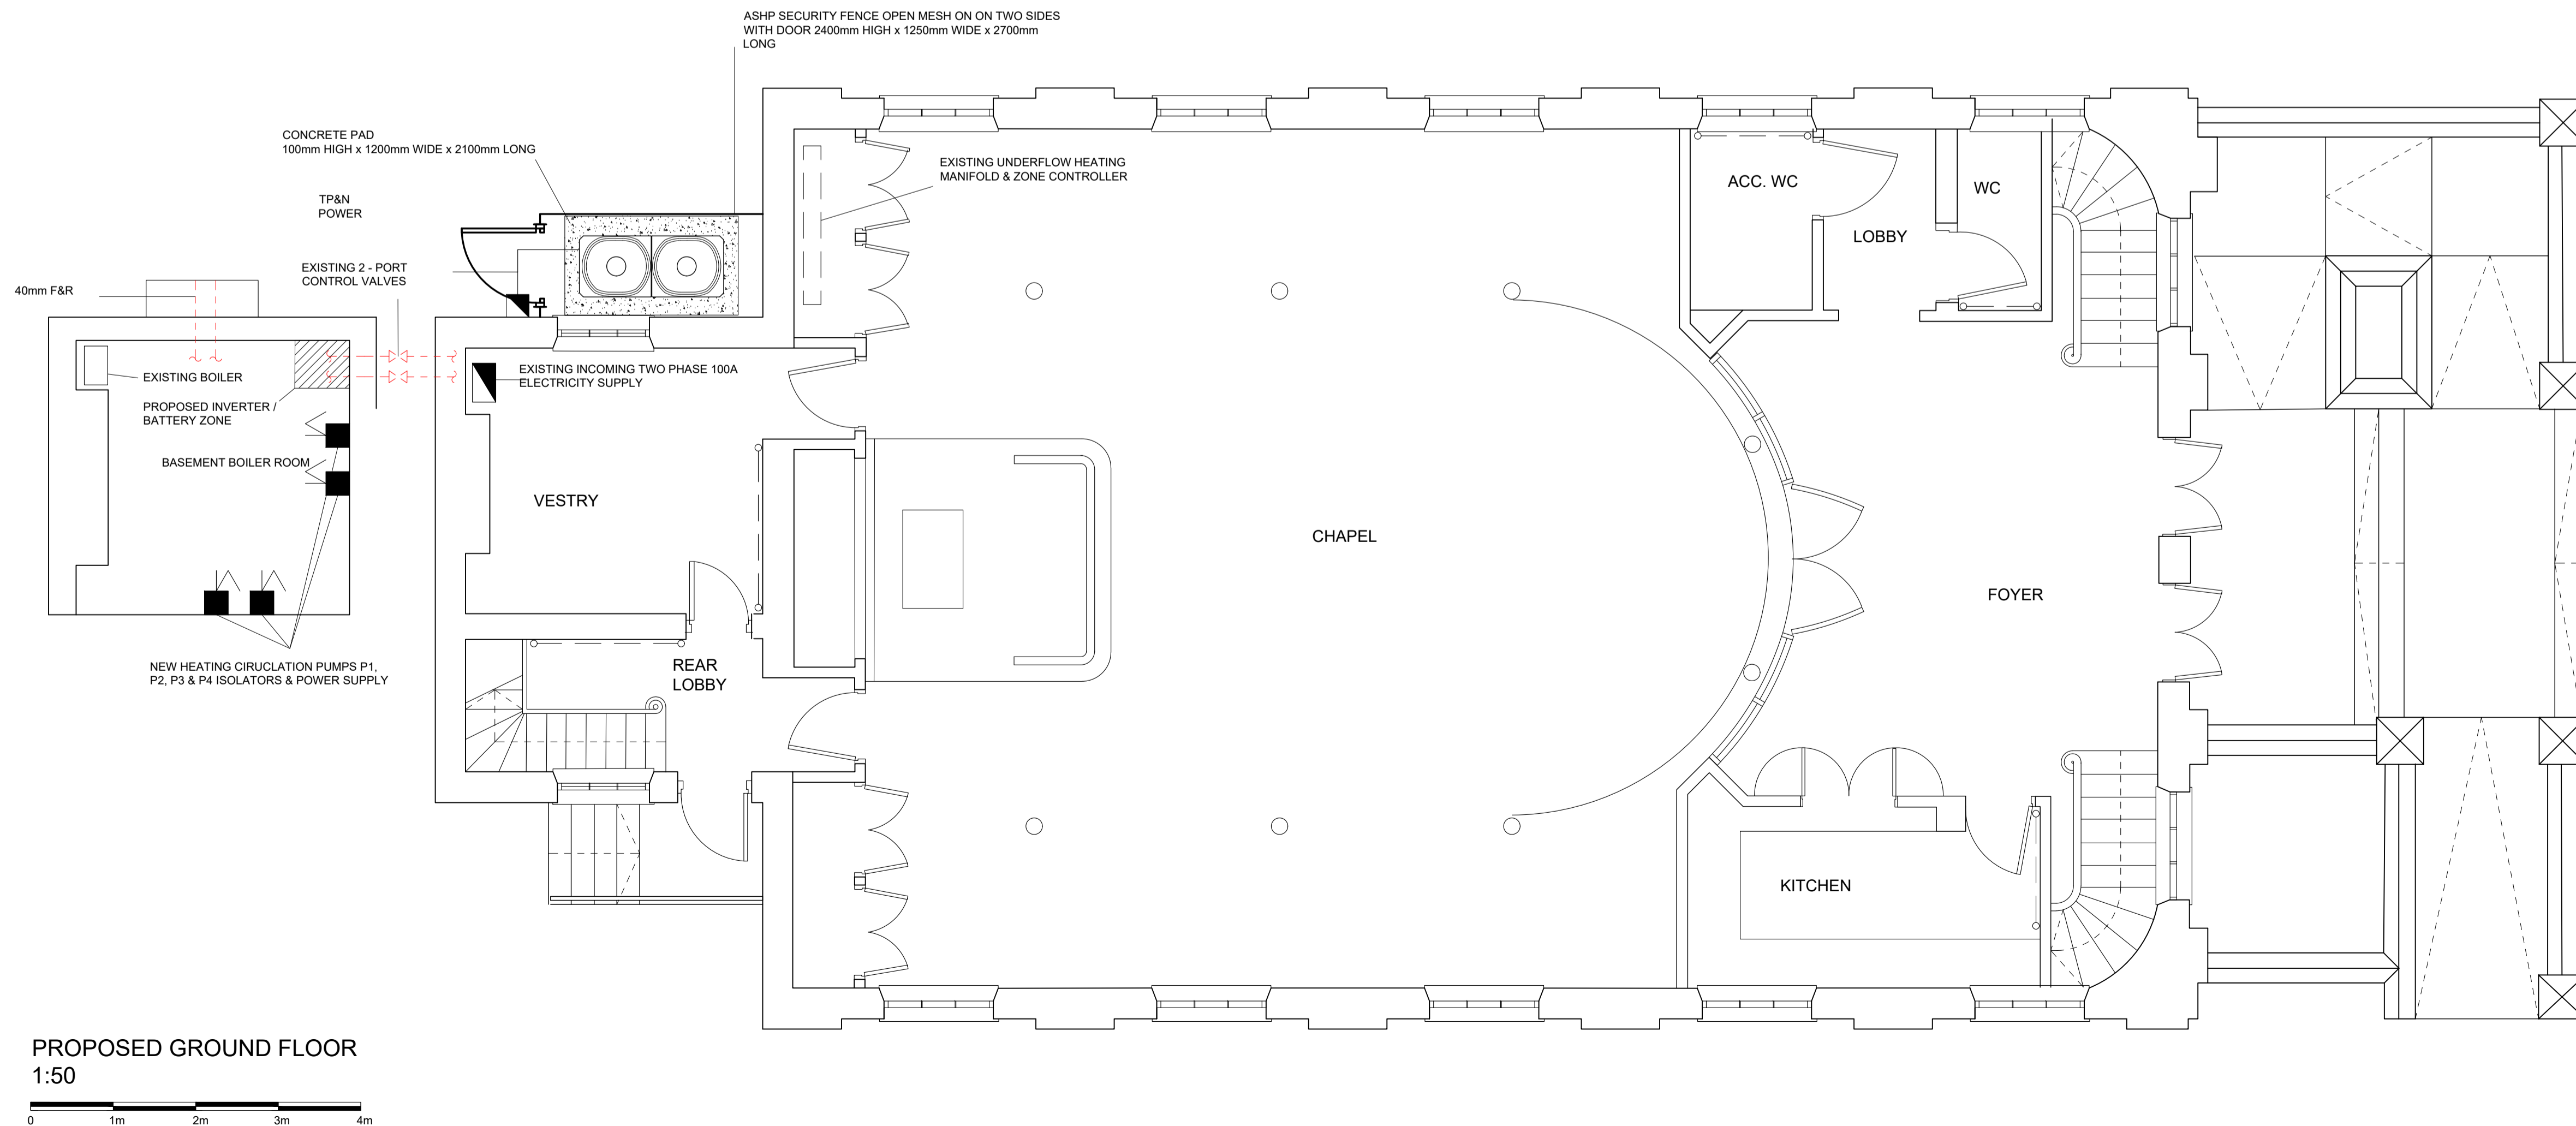 ASHP SECURITY FENCE OPEN MESH ON ON TWO SIDES
WITH DOOR 2400mm HIGH x 1250mm WIDE x 2700mm
LONG
CONCRETE PAD
100mm HIGH x 1200mm WIDE x 2100mm LONG
EXISTING UNDERFLOW HEATING
MANIFOLD & ZONE CONTROLLER
TP&N
POWER
EXISTING 2 - PORT
CONTROL VALVES
40mm F&R
EXISTING BOILER
PROPOSED INVERTER /
BATTERY ZONE
BASEMENT BOILER ROOM
EXISTING INCOMING TWO PHASE 100A
ELECTRICITY SUPPLY
NEW HEATING CIRUCLATION PUMPS P1,
P2, P3 & P4 ISOLATORS & POWER SUPPLY
VESTRY
REAR
LOBBY
CHAPEL
ACC. WC
LOBBY
WC
FOYER
KITCHEN
PROPOSED GROUND FLOOR
1:50
0 1m 2m 3m 4m